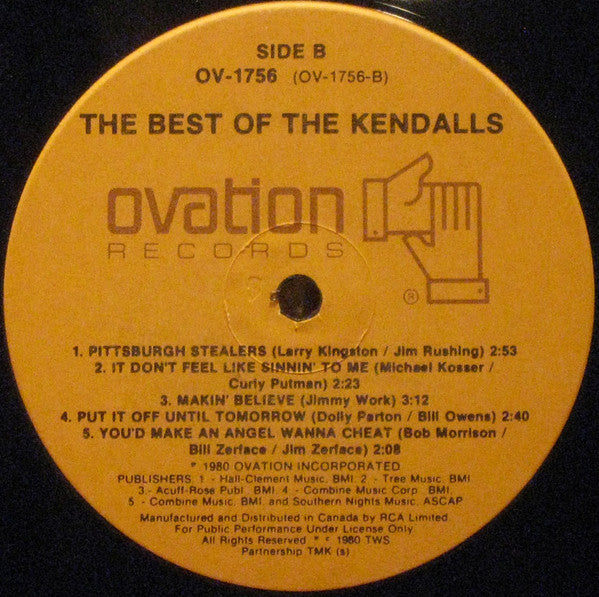 SIDE B
OV-1756 (OV-1756-B)
THE BEST OF THE KENDALLS
ovation
RECORDS
®
1. PITTSBURGH STEALERS (Larry Kingston / Jim Rushing) 2:53
2. IT DON'T FEEL LIKE SINNIN' TO ME (Michael Kosser /
Curly Putman) 2:23
3. MAKIN' BELIEVE (Jimmy Work) 3:12
4. PUT IT OFF UNTIL TOMORROW (Dolly Parton / Bill Owens) 2:40
5. YOU'D MAKE AN ANGEL WANNA CHEAT (Bob Morrison /
Bill Zerface / Jim Zerface) 2:08
℗ 1980 OVATION INCORPORATED
PUBLISHERS: 1 - Hall-Clement Music, BMI. 2 - Tree Music, BMI.
3 - Acuff-Rose Publ. BMI. 4 - Combine Music Corp. BMI.
5 - Combine Music, BMI, and Southern Nights Music, ASCAP
Manufactured and Distributed in Canada by RCA Limited.
For Public Performance Under License Only.
All Rights Reserved ℗ © 1980 TWS
Partnership TMK (s)